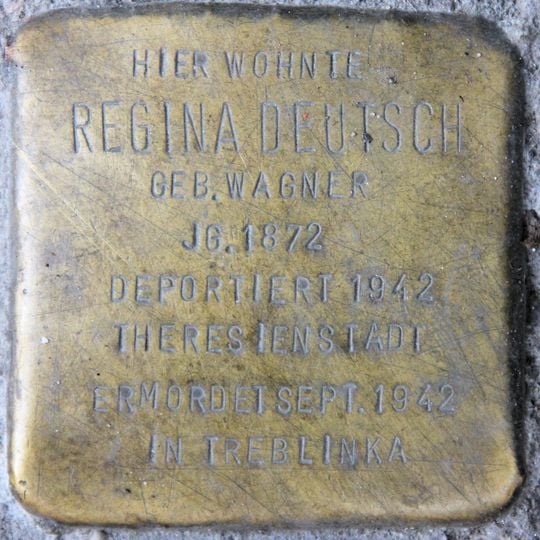 HIER WOHNTE
REGINA DEUTSCH
GEB. WAGNER
JG. 1872
DEPORTIERT 1942
THERESIENSTADT
ERMORDET SEPT. 1942
IN TREBLINKA